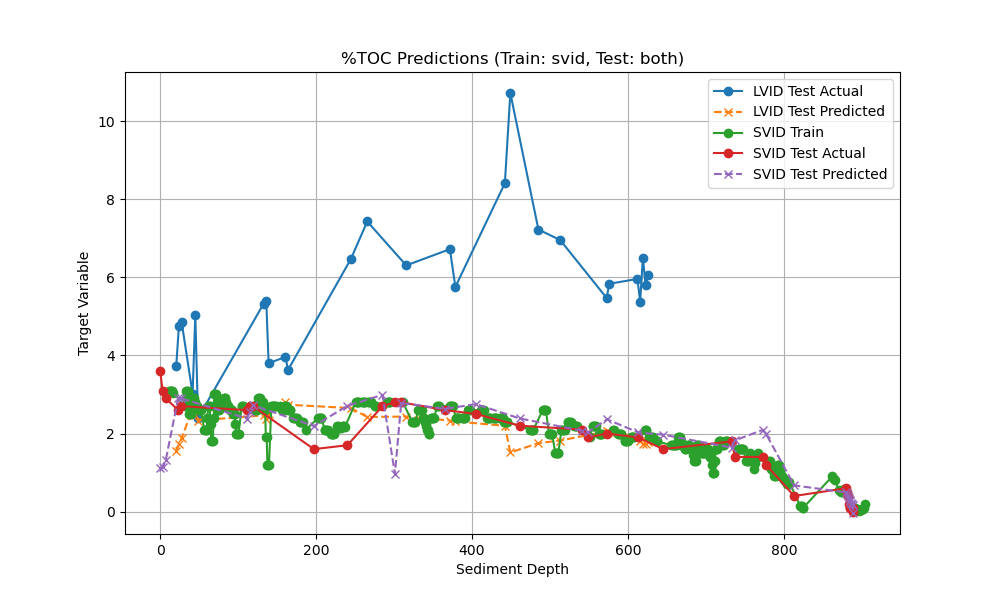 %TOC Predictions (Train: svid, Test: both)
LVID Test Actual
LVID Test Predicted
SVID Train
SVID Test Actual
SVID Test Predicted
Target Variable
10
8
6
4
2
0
0 200 400 600 800
Sediment Depth